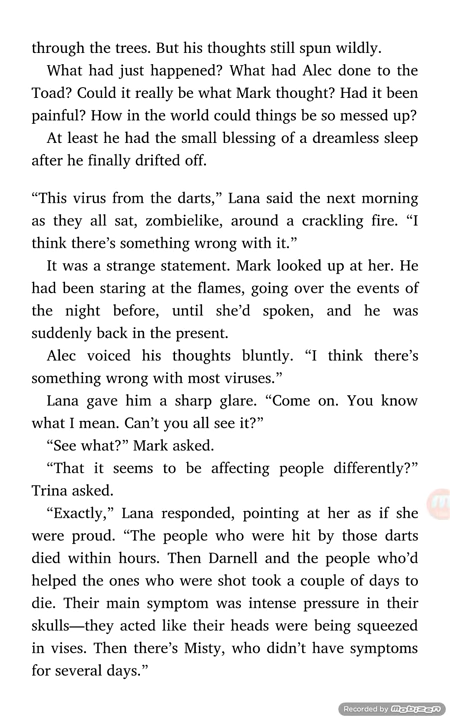 through the trees. But his thoughts still spun wildly.
What had just happened? What had Alec done to the
Toad? Could it really be what Mark thought? Had it been
painful? How in the world could things be so messed up?
At least he had the small blessing of a dreamless sleep
after he finally drifted off.
“This virus from the darts,” Lana said the next morning
as they all sat, zombielike, around a crackling fire. “I
think there’s something wrong with it.”
It was a strange statement. Mark looked up at her. He
had been staring at the flames, going over the events of
the night before, until she’d spoken, and he was
suddenly back in the present.
Alec voiced his thoughts bluntly. “I think there’s
something wrong with most viruses.”
Lana gave him a sharp glare. “Come on. You know
what I mean. Can’t you all see it?”
“See what?” Mark asked.
“That it seems to be affecting people differently?”
Trina asked.
“Exactly,” Lana responded, pointing at her as if she
were proud. “The people who were hit by those darts
died within hours. Then Darnell and the people who’d
helped the ones who were shot took a couple of days to
die. Their main symptom was intense pressure in their
skulls—they acted like their heads were being squeezed
in vises. Then there’s Misty, who didn’t have symptoms
for several days.”
Recorded by mobizen